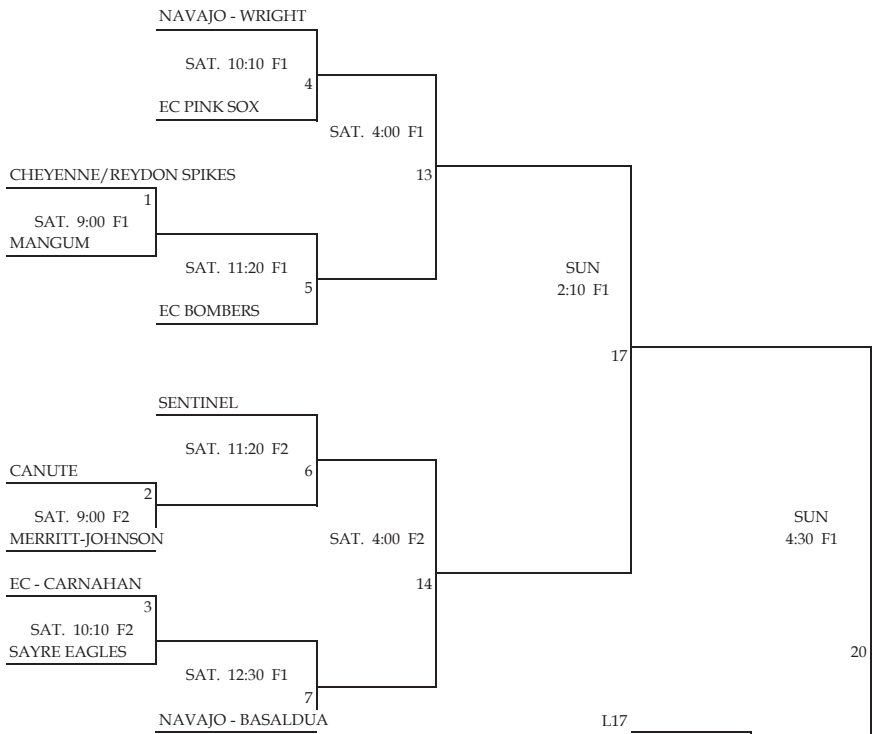 NAVAJO - WRIGHT
SAT. 10:10 F1
4
EC PINK SOX
SAT. 4:00 F1
CHEYENNE/REYDON SPIKES
13
1
SAT. 9:00 F1
MANGUM
SAT. 11:20 F1
SUN
5
2:10 F1
EC BOMBERS
17
SENTINEL
SAT. 11:20 F2
CANUTE
6
2
SAT. 9:00 F2
SUN
MERRITT-JOHNSON
SAT. 4:00 F2
4:30 F1
EC - CARNAHAN
14
3
SAT. 10:10 F2
SAYRE EAGLES
20
SAT. 12:30 F1
7
NAVAJO - BASALDUA
L17